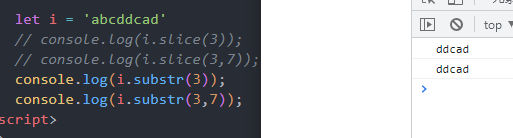 let i = 'abcddcad'
// console.log(i.slice(3));
// console.log(i.slice(3,7));
console.log(i.substr(3));
console.log(i.substr(3,7));
script>
top
ddcad
ddcad
>